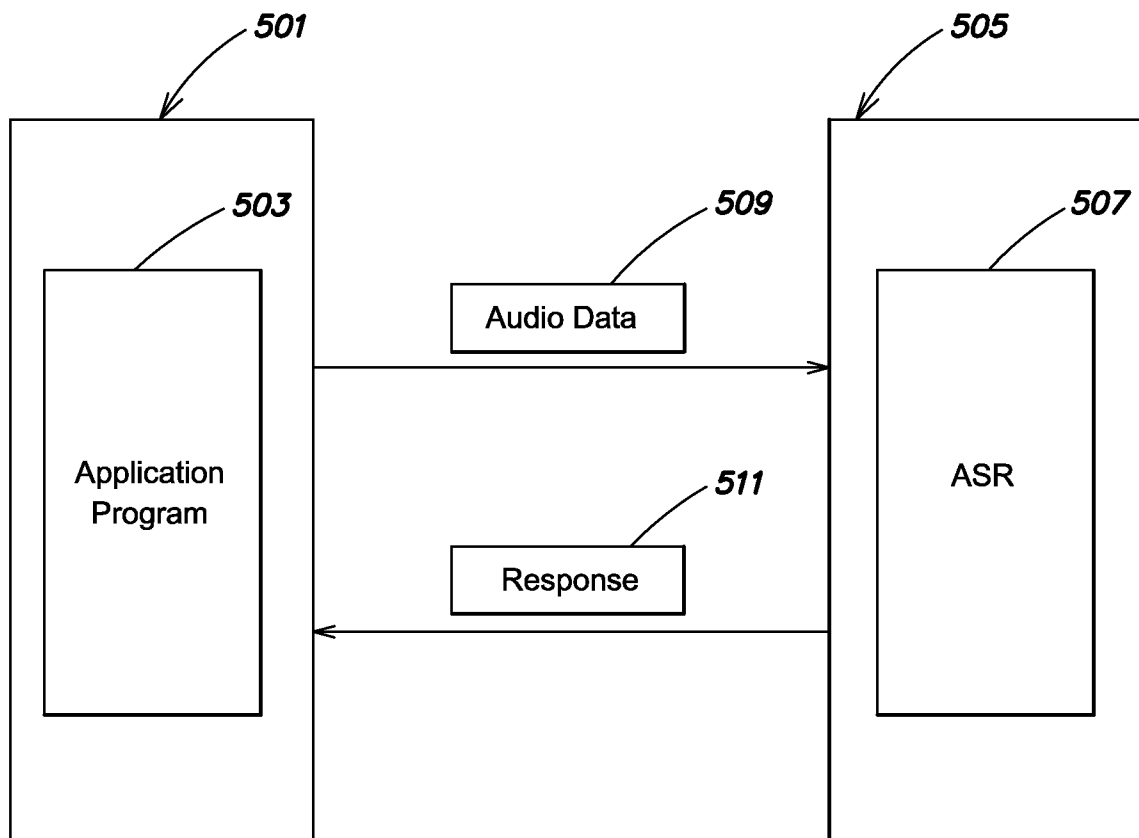 501
505
503
509
507
Audio Data
Application
Program
ASR
511
Response